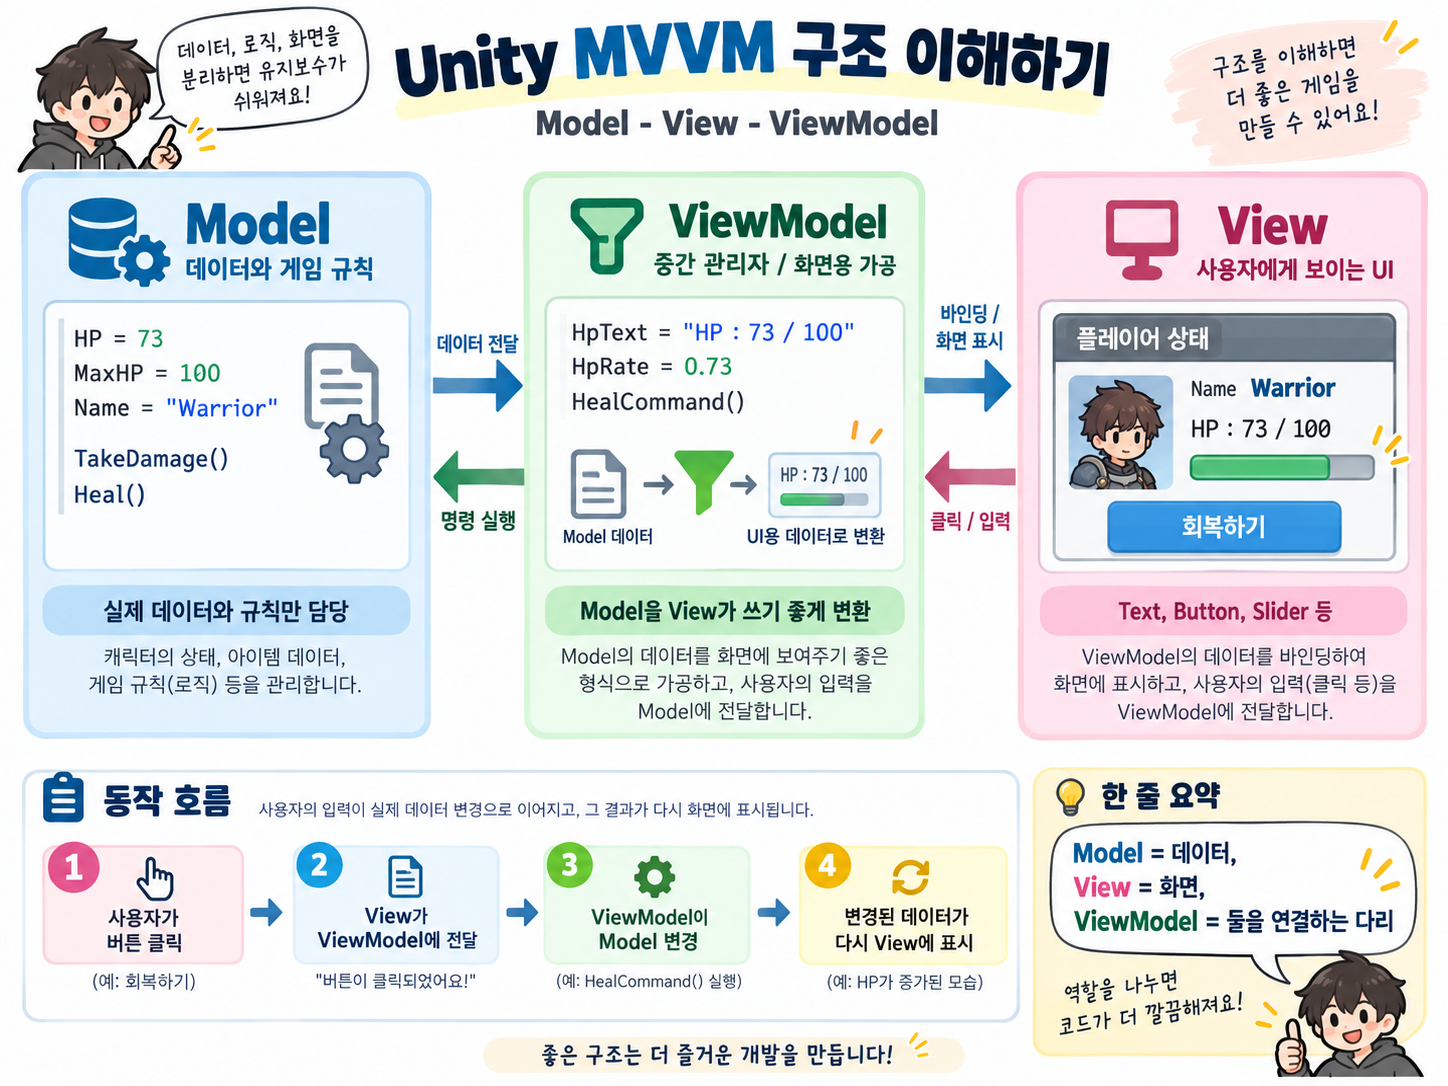 데이터, 로직, 화면을
분리하면 유지보수가
쉬워져요!
Unity MVVM 구조 이해하기
Model - View - ViewModel
구조를 이해하면
더 좋은 게임을
만들 수 있어요!
Model
데이터와 게임 규칙
HP = 73
MaxHP = 100
Name = "Warrior"
TakeDamage()
Heal()
실제 데이터와 규칙만 담당
캐릭터의 상태, 아이템 데이터,
게임 규칙(로직) 등을 관리합니다.
데이터 전달
명령 실행
ViewModel
중간 관리자 / 화면용 가공
HpText = "HP : 73 / 100"
HpRate = 0.73
HealCommand()
HP : 73 / 100
Model 데이터
UI용 데이터로 변환
Model을 View가 쓰기 좋게 변환
Model의 데이터를 화면에 보여주기 좋은
형식으로 가공하고, 사용자의 입력을
Model에 전달합니다.
바인딩 /
화면 표시
클릭 / 입력
View
사용자에게 보이는 UI
플레이어 상태
Name Warrior
HP : 73 / 100
회복하기
Text, Button, Slider 등
ViewModel의 데이터를 바인딩하여
화면에 표시하고, 사용자의 입력(클릭 등)을
ViewModel에 전달합니다.
동작 흐름
사용자의 입력이 실제 데이터 변경으로 이어지고, 그 결과가 다시 화면에 표시됩니다.
1
사용자가
버튼 클릭
(예: 회복하기)
2
View가
ViewModel에 전달
"버튼이 클릭되었어요!"
3
ViewModel이
Model 변경
(예: HealCommand() 실행)
4
변경된 데이터가
다시 View에 표시
(예: HP가 증가된 모습)
한 줄 요약
Model = 데이터,
View = 화면,
ViewModel = 둘을 연결하는 다리
역할을 나누면
코드가 더 깔끔해져요!
좋은 구조는 더 즐거운 개발을 만듭니다!